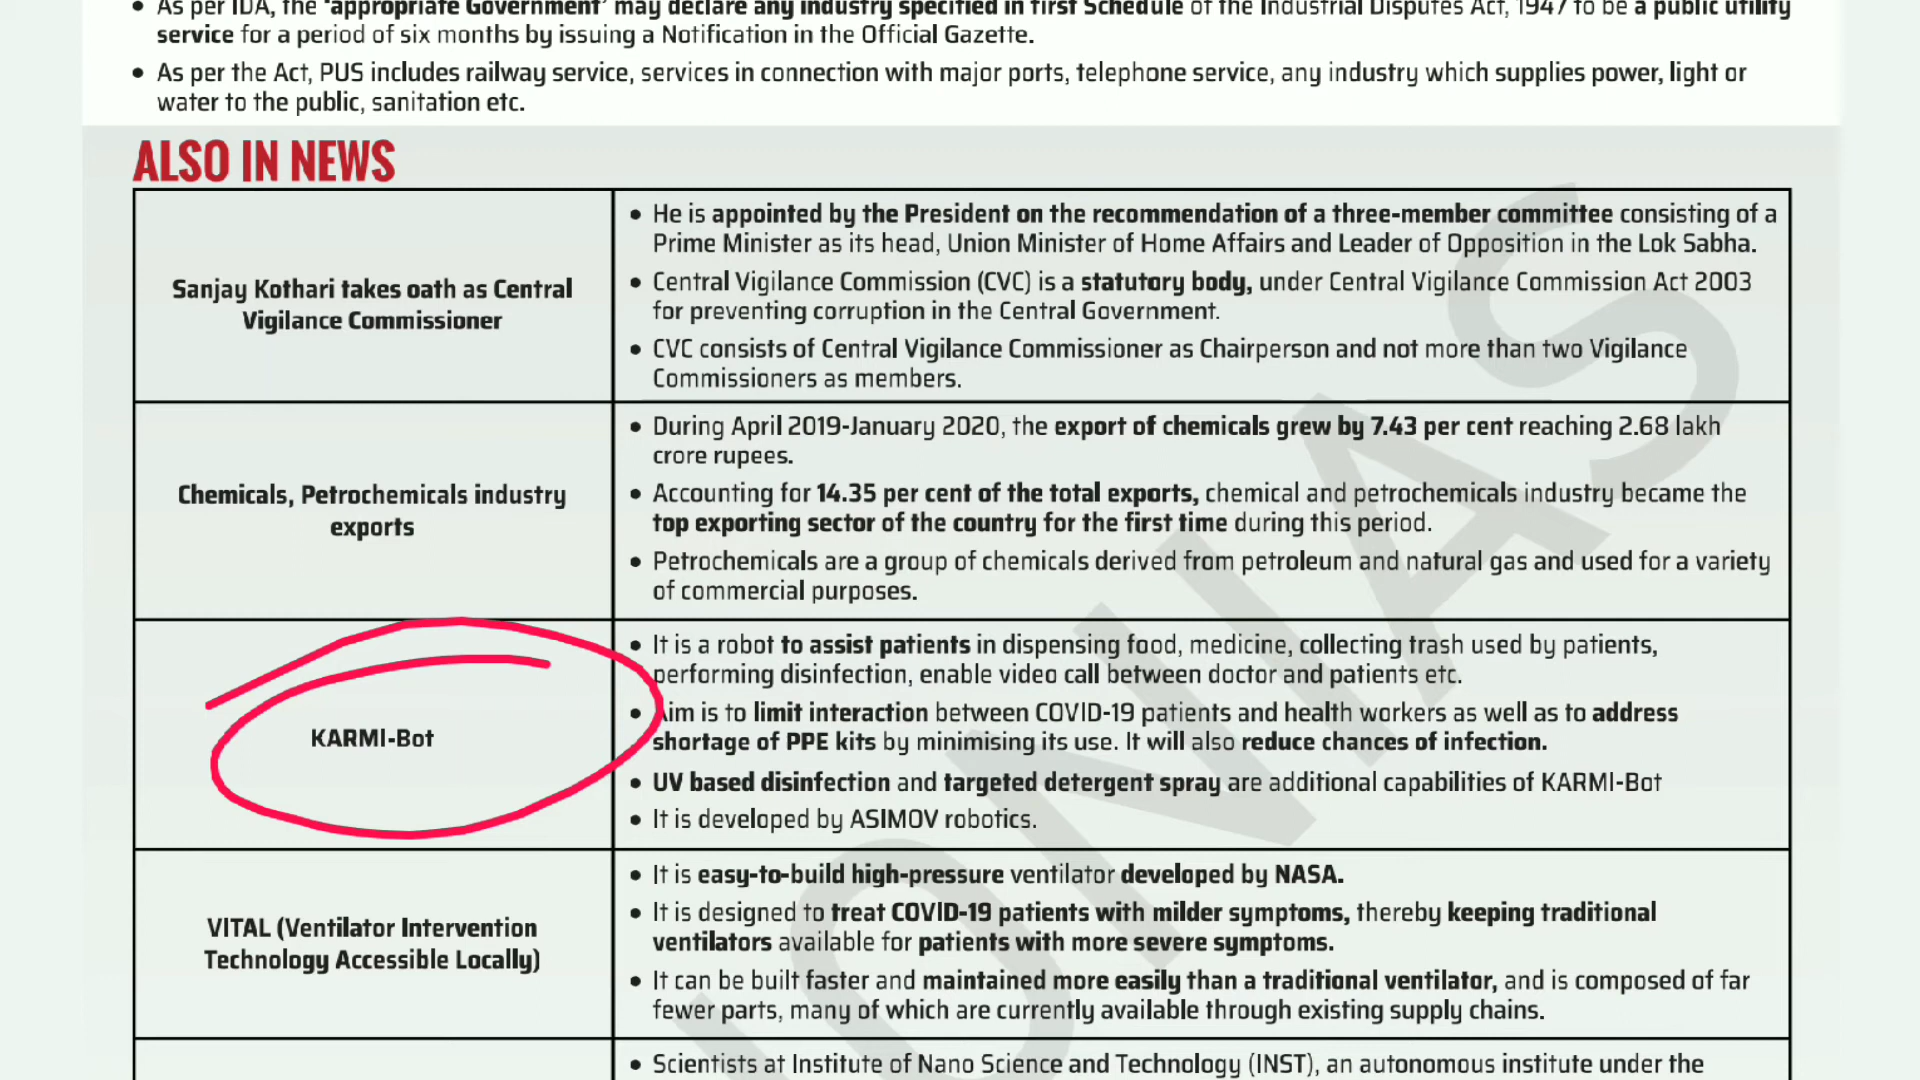 • As per IDA, the 'appropriate Government' may declare any industry specified in first Schedule of the Industrial Disputes Act, 1947 to be a public utility
service for a period of six months by issuing a Notification in the Official Gazette.
• As per the Act, PUS includes railway service, services in connection with major ports, telephone service, any industry which supplies power, light or
water to the public, sanitation etc.
ALSO IN NEWS
Sanjay Kothari takes oath as Central
Vigilance Commissioner
• He is appointed by the President on the recommendation of a three-member committee consisting of a
Prime Minister as its head, Union Minister of Home Affairs and Leader of Opposition in the Lok Sabha.
• Central Vigilance Commission (CVC) is a statutory body, under Central Vigilance Commission Act 2003
for preventing corruption in the Central Government.
• CVC consists of Central Vigilance Commissioner as Chairperson and not more than two Vigilance
Commissioners as members.
Chemicals, Petrochemicals industry
exports
• During April 2019-January 2020, the export of chemicals grew by 7.43 per cent reaching 2.68 lakh
crore rupees.
• Accounting for 14.35 per cent of the total exports, chemical and petrochemicals industry became the
top exporting sector of the country for the first time during this period.
• Petrochemicals are a group of chemicals derived from petroleum and natural gas and used for a variety
of commercial purposes.
KARMI-Bot
• It is a robot to assist patients in dispensing food, medicine, collecting trash used by patients,
performing disinfection, enable video call between doctor and patients etc.
• Aim is to limit interaction between COVID-19 patients and health workers as well as to address
shortage of PPE kits by minimising its use. It will also reduce chances of infection.
• UV based disinfection and targeted detergent spray are additional capabilities of KARMI-Bot
• It is developed by ASIMOV robotics.
VITAL (Ventilator Intervention
Technology Accessible Locally)
• It is easy-to-build high-pressure ventilator developed by NASA.
• It is designed to treat COVID-19 patients with milder symptoms, thereby keeping traditional
ventilators available for patients with more severe symptoms.
• It can be built faster and maintained more easily than a traditional ventilator, and is composed of far
fewer parts, many of which are currently available through existing supply chains.
• Scientists at Institute of Nano Science and Technology (INST), an autonomous institute under the